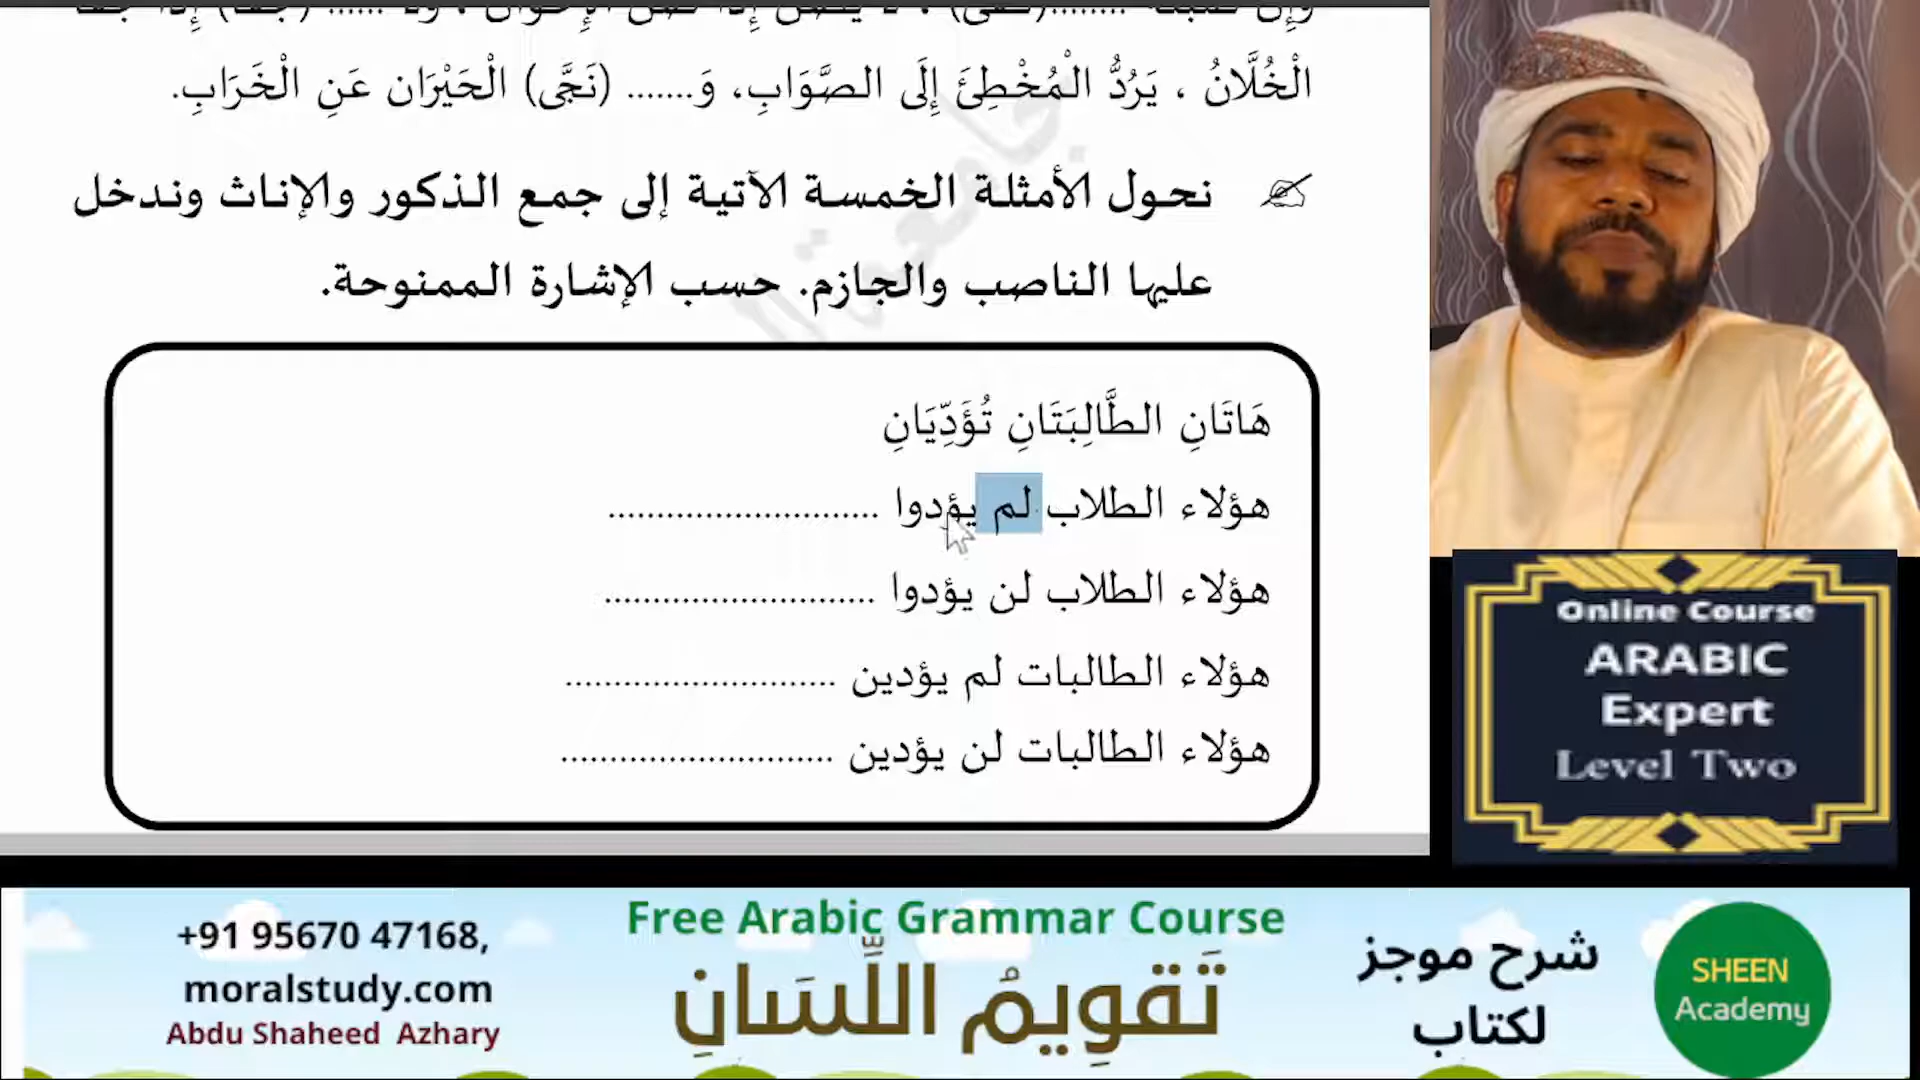 الْخُلَّانُ ، يَرُدُّ الْمُخْطِئَ إِلَى الصَّوَابِ، وَ....... (نَجَّى) الْحَيْرَان عَنِ الْخَرَابِ.
نحول الأمثلة الخمسة الآتية إلى جمع الذكور والإناث وندخل
عليها الناصب والجازم. حسب الإشارة الممنوحة.
هَاتَانِ الطَّالِبَتَانِ تُؤَدِّيَانِ
هؤلاء الطلاب لم يؤدوا ...........................
هؤلاء الطلاب لن يؤدوا ...........................
هؤلاء الطالبات لم يؤدين ...........................
هؤلاء الطالبات لن يؤدين ...........................
Online Course
ARABIC
Expert
Level Two
Free Arabic Grammar Course
+91 95670 47168,
moralstudy.com
Abdu Shaheed Azhary
تَقوِيمُ اللِّسَانِ
شرح موجز
لكتاب
SHEEN
Academy